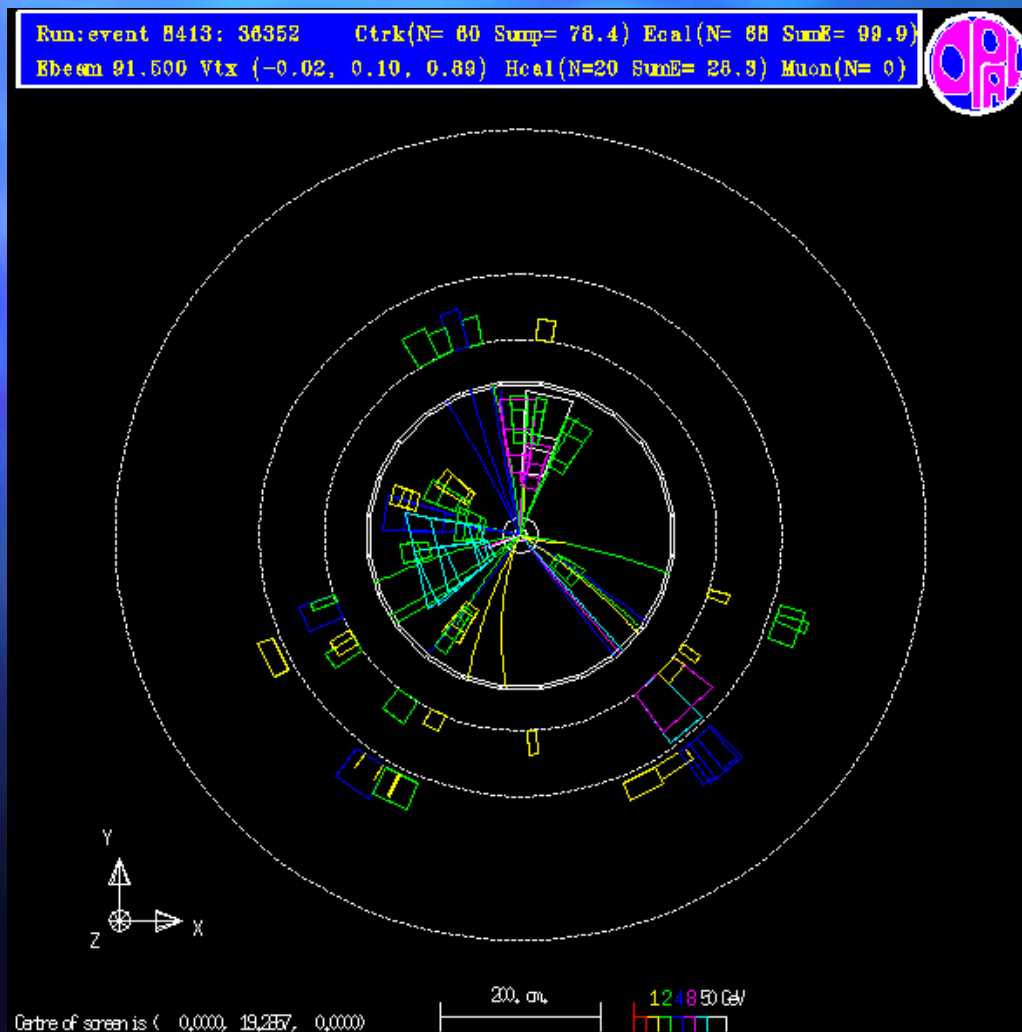 Run:event 8413: 36352 Ctrk(N= 60 Sump= 78.4) Ecal(N= 68 SumE= 99.9)
Ebeam 91.500 Vtx (-0.02, 0.10, 0.89) Hcal(N=20 SumE= 28.3) Muon(N= 0)
OPAL
Y
X
Z
200. cm.
1 2 4 8 50 GeV
Centre of screen is ( 0.0000, 19.2857, 0.0000)